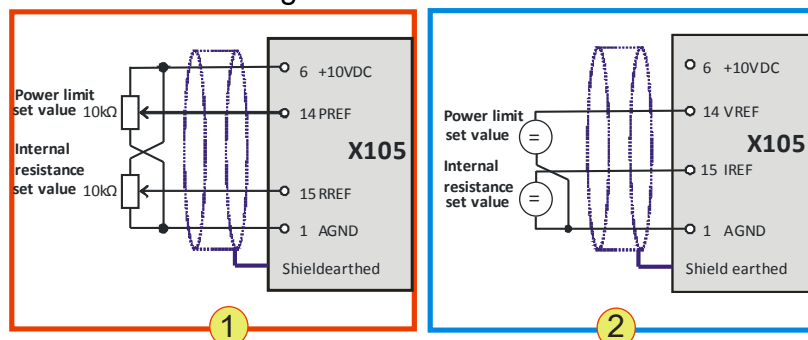 6 +10VDC
Power limit
set value 10kΩ
14 PREF
Internal
resistance
set value 10kΩ
X105
15 RREF
1 AGND
Shieldearthed
1
6 +10VDC
Power limit
set value
14 VREF
=
X105
Internal
resistance
set value
15 IREF
=
1 AGND
Shield earthed
2